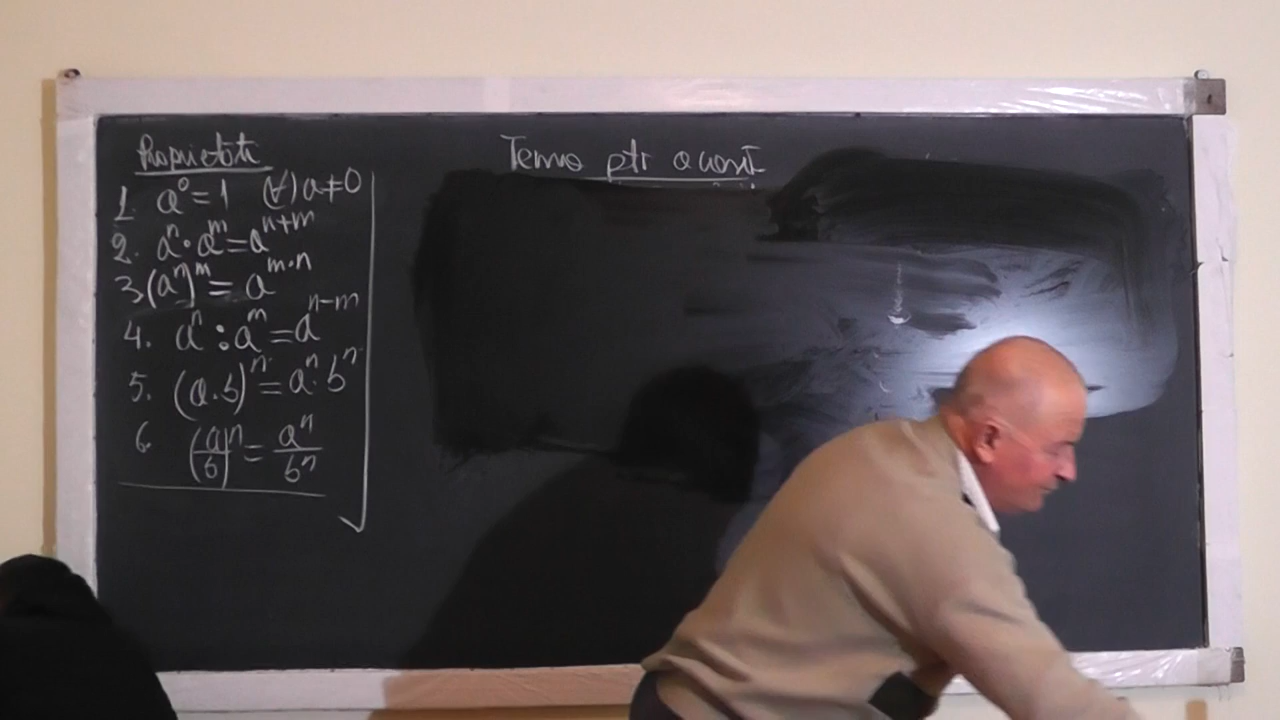 Proprietăți
1. a⁰ = 1 (∀) a ≠ 0
2. aⁿ · aᵐ = aⁿ⁺ᵐ
3. (aⁿ)ᵐ = aᵐ·ⁿ
4. aⁿ : aᵐ = aⁿ⁻ᵐ
5. (a·b)ⁿ = aⁿ · bⁿ
6. (a/b)ⁿ = aⁿ/bⁿ
Tema ptr acasă